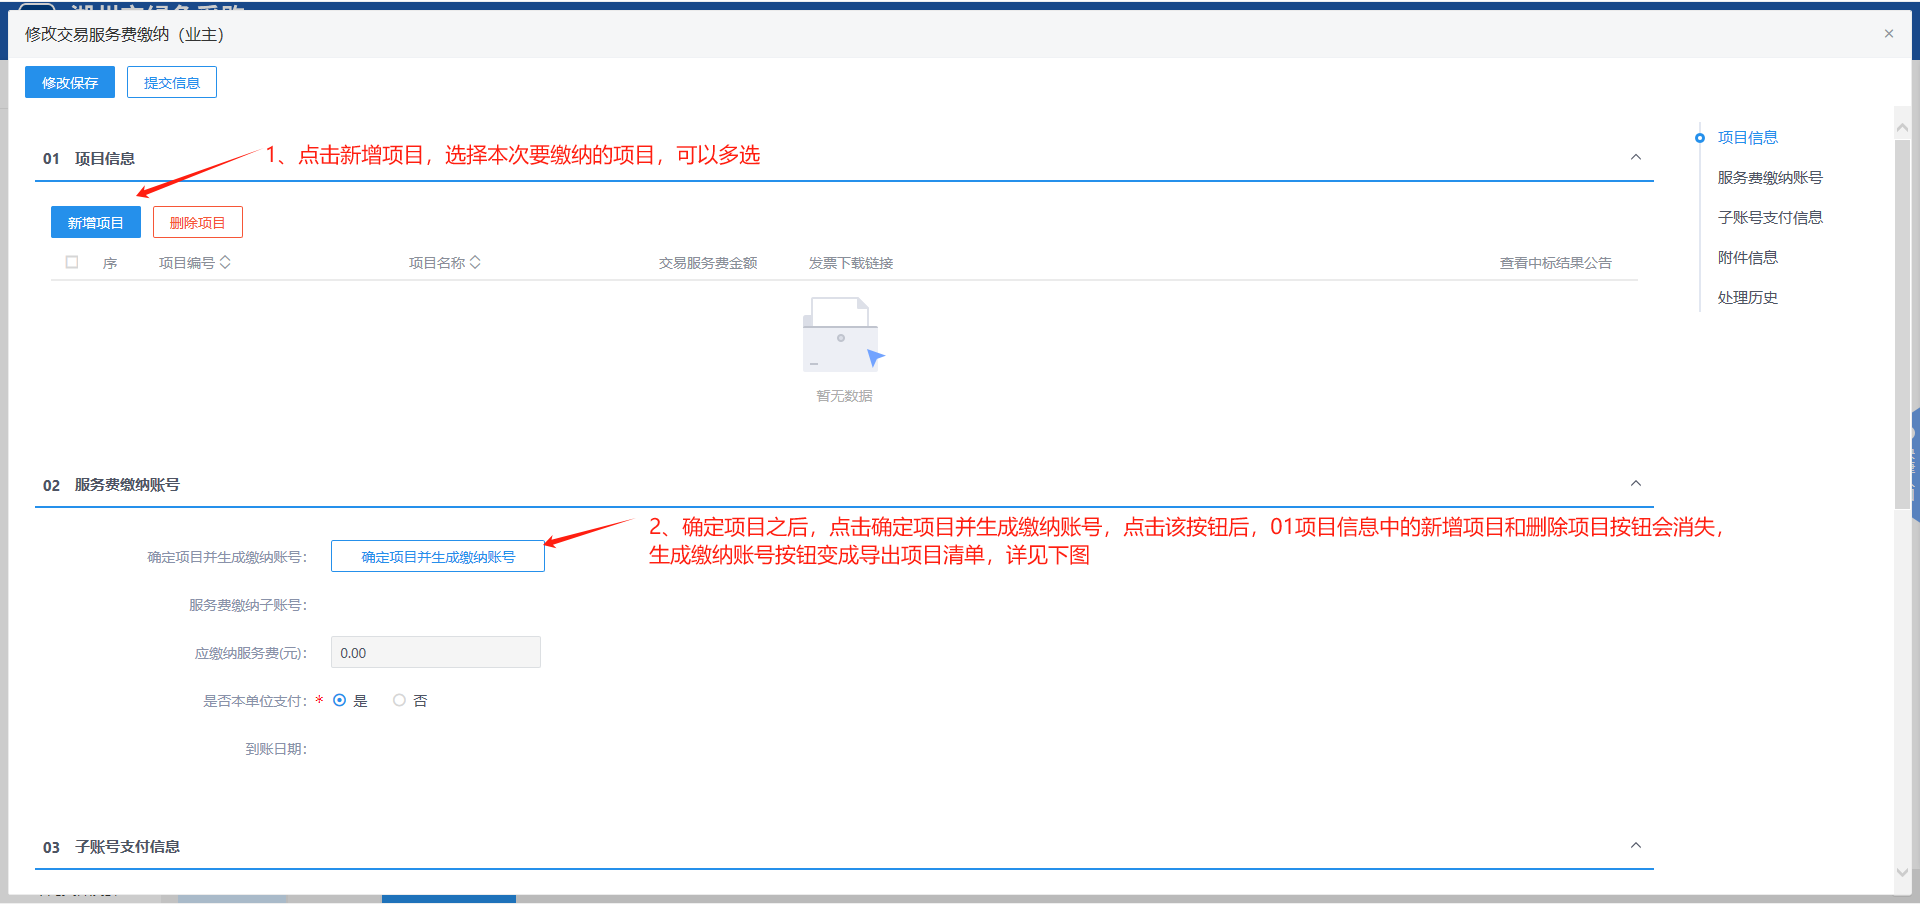 修改交易服务费缴纳（业主）
×
修改保存
提交信息
01 项目信息
1、点击新增项目，选择本次要缴纳的项目，可以多选
新增项目
删除项目
序 项目编号 项目名称 交易服务费金额 发票下载链接 查看中标结果公告
暂无数据
02 服务费缴纳账号
2、确定项目之后，点击确定项目并生成缴纳账号，点击该按钮后，01项目信息中的新增项目和删除项目按钮会消失，
生成缴纳账号按钮变成导出项目清单，详见下图
确定项目并生成缴纳账号：
确定项目并生成缴纳账号
服务费缴纳子账号：
应缴纳服务费(元)： 0.00
是否本单位支付：* 是 否
到账日期：
03 子账号支付信息
项目信息
服务费缴纳账号
子账号支付信息
附件信息
处理历史